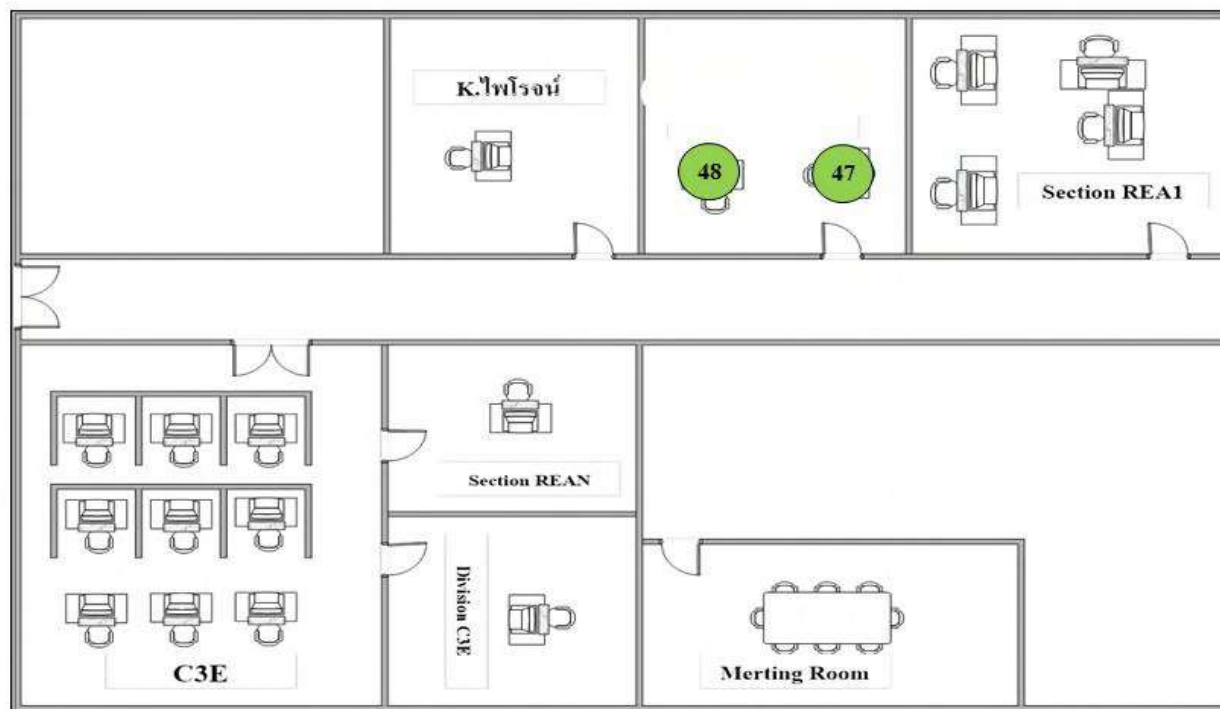 K.ไพโรจน์
48
47
Section REA1
Section REAN
Division C3E
C3E
Merting Room